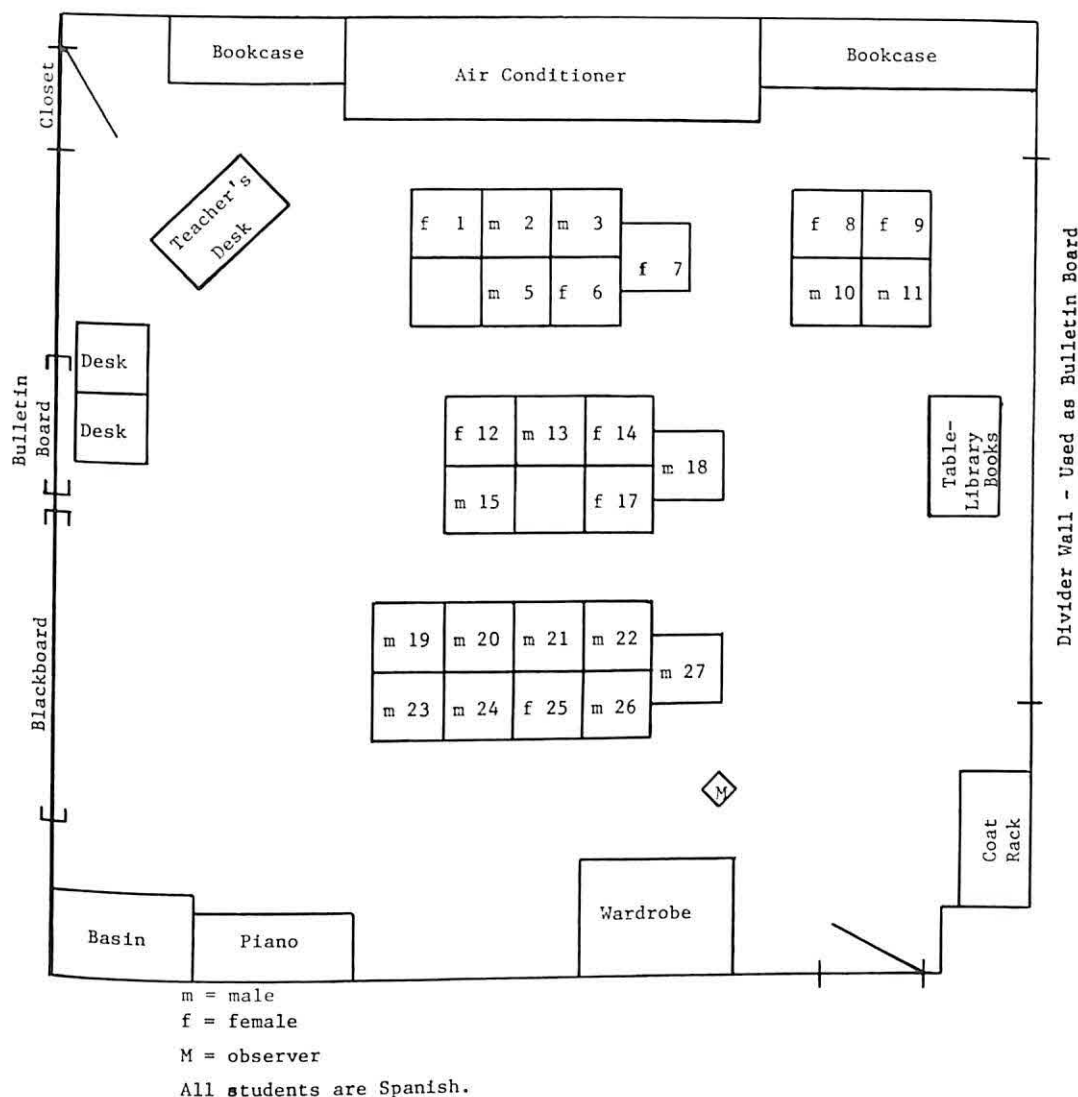 Bookcase
Air Conditioner
Bookcase
Closet
Teacher's
Desk
f 1 m 2 m 3
f 7
m 5 f 6
f 8 f 9
m 10 m 11
Desk
Desk
Bulletin
Board
f 12 m 13 f 14
m 18
m 15 f 17
Table-
Library
Books
Divider Wall - Used as Bulletin Board
Blackboard
m 19 m 20 m 21 m 22
m 27
m 23 m 24 f 25 m 26
M
Coat
Rack
Wardrobe
Basin
Piano
m = male
f = female
M = observer
All students are Spanish.